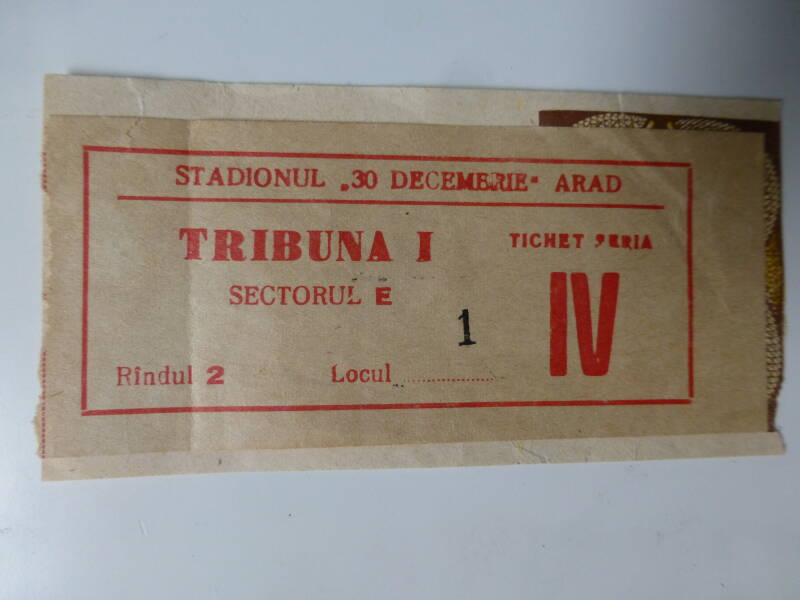 STADIONUL „30 DECEMBRIE" ARAD
TRIBUNA I
TICHET SERIA
SECTORUL E
IV
1
Rîndul 2
Locul ...................